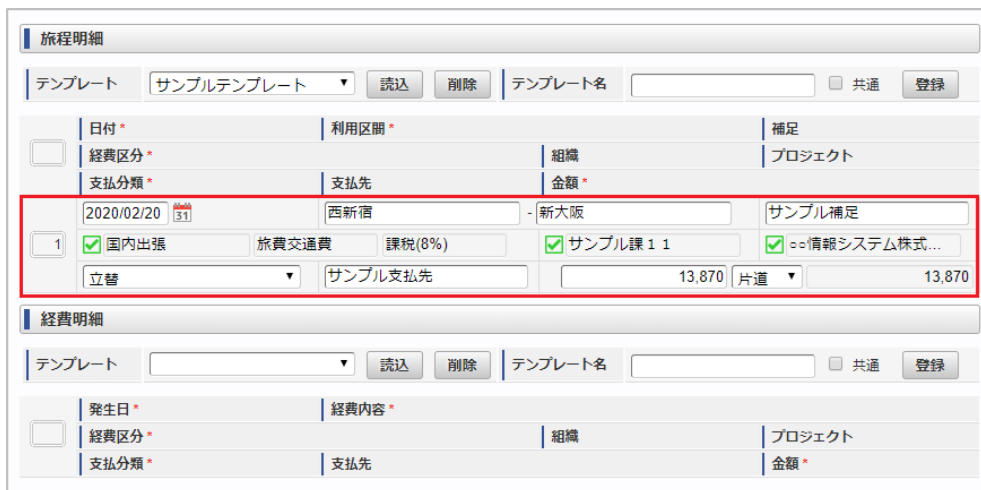 旅程明細
テンプレート サンプルテンプレート 読込 削除 テンプレート名 共通 登録
日付* 利用区間* 補足
経費区分* 組織 プロジェクト
支払分類* 支払先 金額*
2020/02/20 31 西新宿 - 新大阪 サンプル補足
1 国内出張 旅費交通費 課税(8%) サンプル課11 ○○情報システム株式...
立替 サンプル支払先 13,870 片道 13,870
経費明細
テンプレート 読込 削除 テンプレート名 共通 登録
発生日* 経費内容*
経費区分* 組織 プロジェクト
支払分類* 支払先 金額*